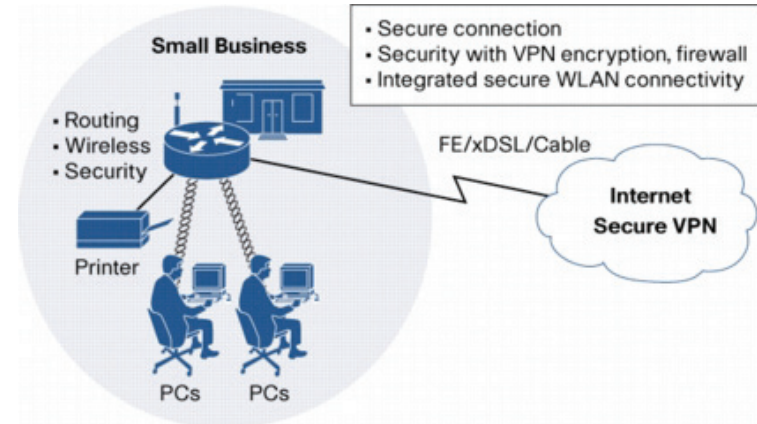 Small Business
▪ Secure connection
▪ Security with VPN encryption, firewall
▪ Integrated secure WLAN connectivity
▪ Routing
▪ Wireless
▪ Security
FE/xDSL/Cable
Internet
Secure VPN
Printer
PCs
PCs